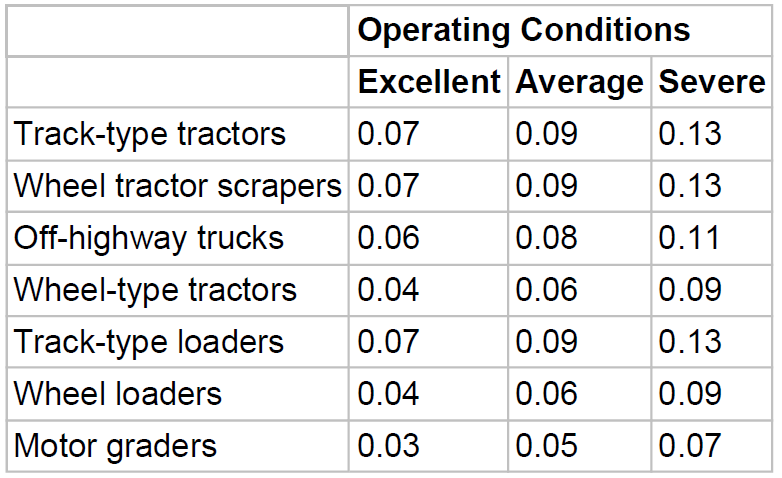 Operating Conditions
Excellent Average Severe
Track-type tractors 0.07 0.09 0.13
Wheel tractor scrapers 0.07 0.09 0.13
Off-highway trucks 0.06 0.08 0.11
Wheel-type tractors 0.04 0.06 0.09
Track-type loaders 0.07 0.09 0.13
Wheel loaders 0.04 0.06 0.09
Motor graders 0.03 0.05 0.07